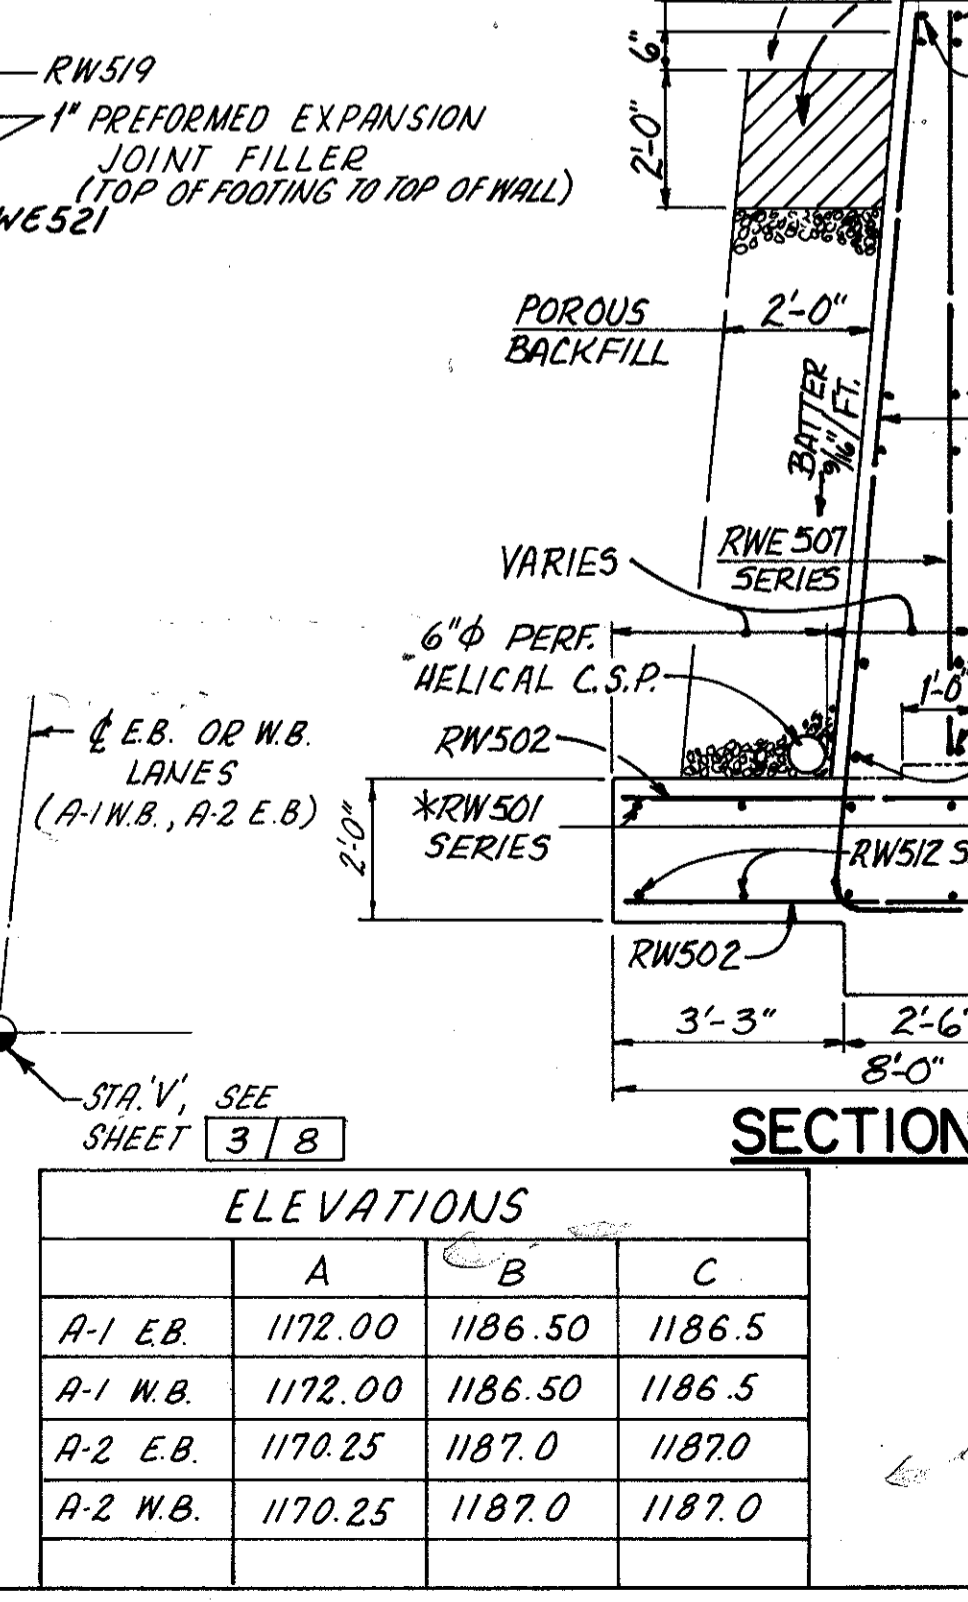 RW519
1" PREFORMED EXPANSION
JOINT FILLER
(TOP OF FOOTING TO TOP OF WALL)
WE521
6"
2'-0"
POROUS
BACKFILL
2'-0"
BATTER
9/16"/FT.
RWE 507
SERIES
VARIES
6"ϕ PERF.
HELICAL C.S.P.
1'-0"
RW502
℄ E.B. OR W.B.
LANES
(A-1 W.B., A-2 E.B)
2'-0"
*RW501
SERIES
RW512 S
RW502
3'-3"
2'-6"
8'-0"
STA.'V', SEE
SHEET 3/8
SECTION
ELEVATIONS
A B C
A-1 E.B. 1172.00 1186.50 1186.5
A-1 W.B. 1172.00 1186.50 1186.5
A-2 E.B. 1170.25 1187.0 1187.0
A-2 W.B. 1170.25 1187.0 1187.0